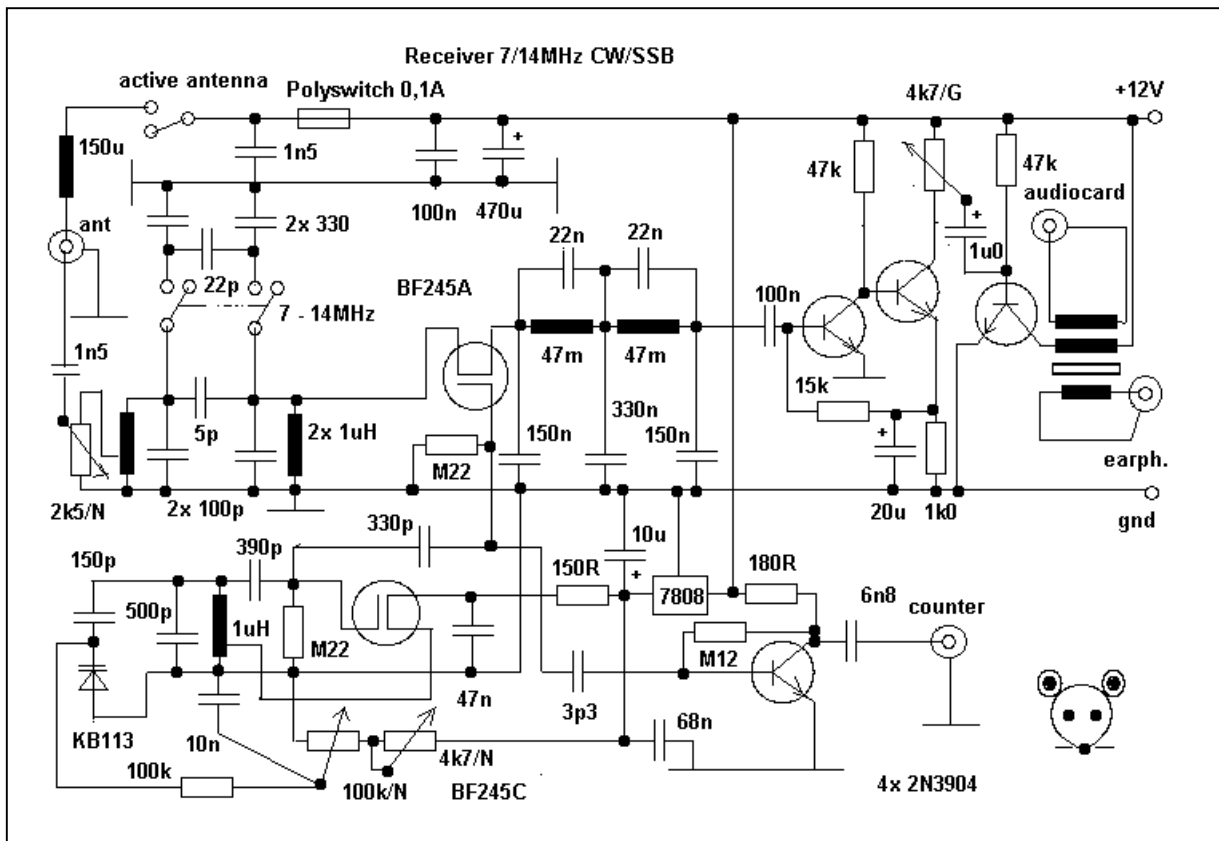 Receiver 7/14MHz CW/SSB
active antenna
Polyswitch 0,1A
4k7/G
+12V
150u
1n5
47k
47k
audiocard
ant
2x 330
100n
470u
+
22n
22n
+
1u0
22p
BF245A
7 - 14MHz
100n
1n5
47m
47m
15k
5p
2x 1uH
330n
150n
150n
+
M22
earph.
2k5/N
2x 100p
20u
1k0
gnd
330p
10u
150p
390p
150R
+
7808
180R
6n8
counter
500p
1uH
M22
M12
47n
3p3
68n
KB113
10n
4k7/N
100k
100k/N
BF245C
4x 2N3904